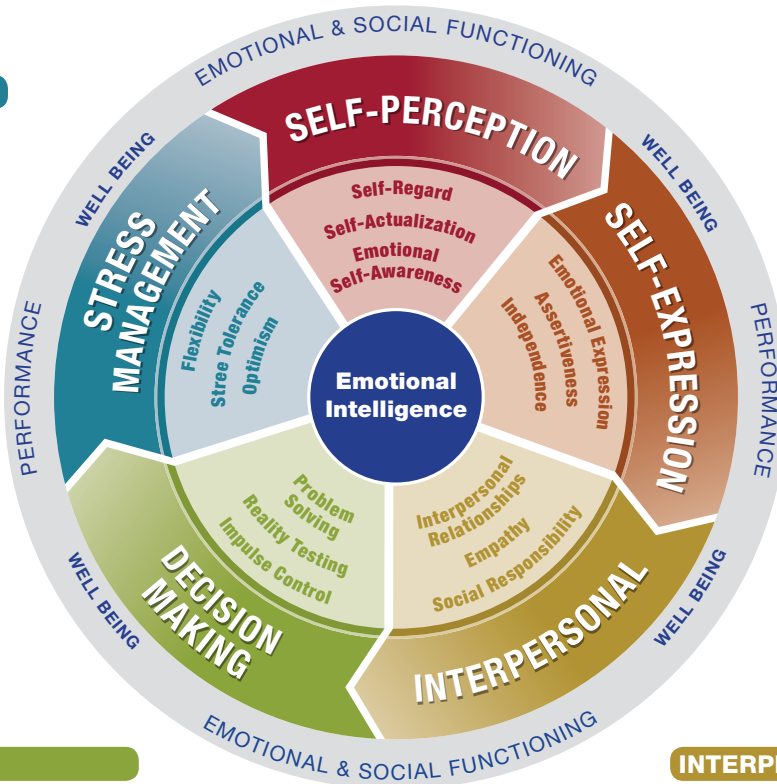 EMOTIONAL & SOCIAL FUNCTIONING
WELL BEING
WELL BEING
PERFORMANCE
PERFORMANCE
SELF-PERCEPTION
Self-Regard
Self-Actualization
Emotional
Self-Awareness
SELF-EXPRESSION
Emotional Expression
Assertiveness
Independence
STRESS
MANAGEMENT
Flexibility
Stree Tolerance
Optimism
Emotional
Intelligence
DECISION
MAKING
Problem
Solving
Reality Testing
Impulse Control
INTERPERSONAL
Interpersonal
Relationships
Empathy
Social Responsibility
WELL BEING
WELL BEING
EMOTIONAL & SOCIAL FUNCTIONING
INTERP